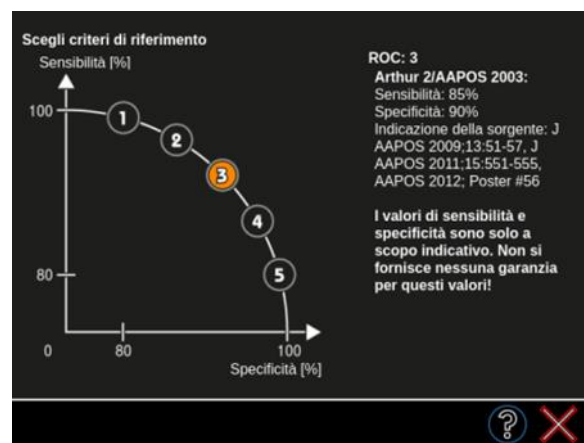 Scegli criteri di riferimento
Sensibilità [%]
100
80
0
80
100
Specificità [%]
1
2
3
4
5
ROC: 3
Arthur 2/AAPOS 2003:
Sensibilità: 85%
Specificità: 90%
Indicazione della sorgente: J
AAPOS 2009;13:51-57, J
AAPOS 2011;15:551-555,
AAPOS 2012; Poster #56
I valori di sensibilità e
specificità sono solo a
scopo indicativo. Non si
fornisce nessuna garanzia
per questi valori!
?